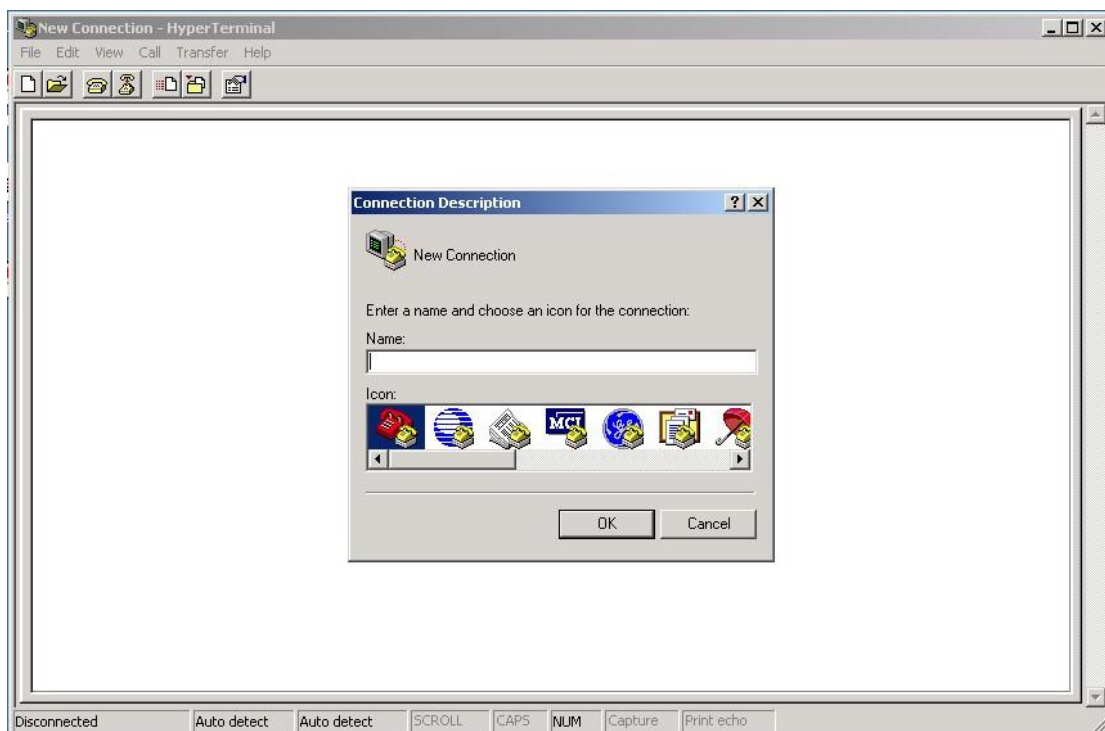 New Connection - HyperTerminal
File Edit View Call Transfer Help
Connection Description
New Connection
Enter a name and choose an icon for the connection:
Name:
Icon:
MCI
OK Cancel
Disconnected Auto detect Auto detect SCROLL CAPS NUM Capture Print echo